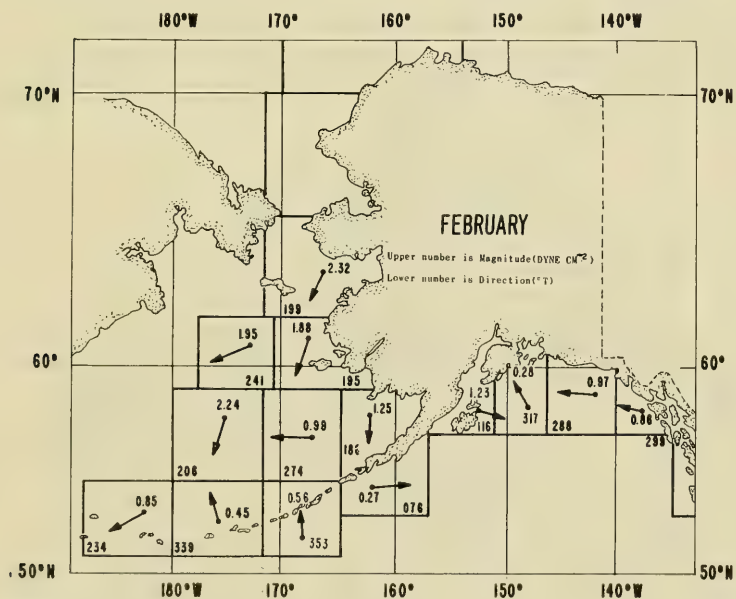 180°W 170° 160° 150° 140°W
70°N 70°N
FEBRUARY
Upper number is Magnitude(DYNE CM⁻²)
Lower number is Direction(°T)
2.32
199
1.95 1.88
60° 60°
241 195
0.28
1.23 0.97
2.24 1.25 0.86
0.98 116 317 288 298
206 274
0.85 0.45 0.56 0.27 076
234 339 353
50°N 50°N
180°W 170° 160° 150° 140°W